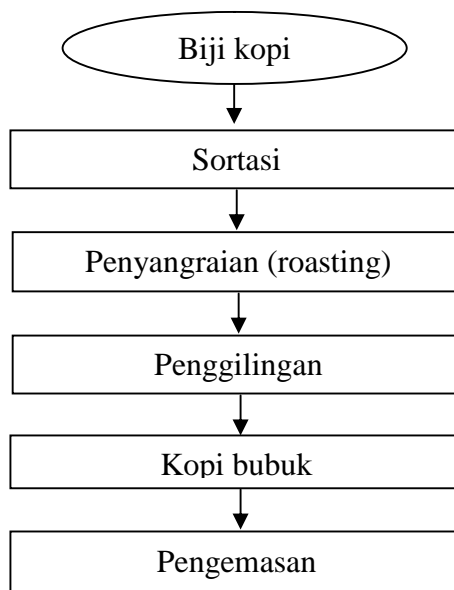 Biji kopi
Sortasi
Penyangraian (roasting)
Penggilingan
Kopi bubuk
Pengemasan